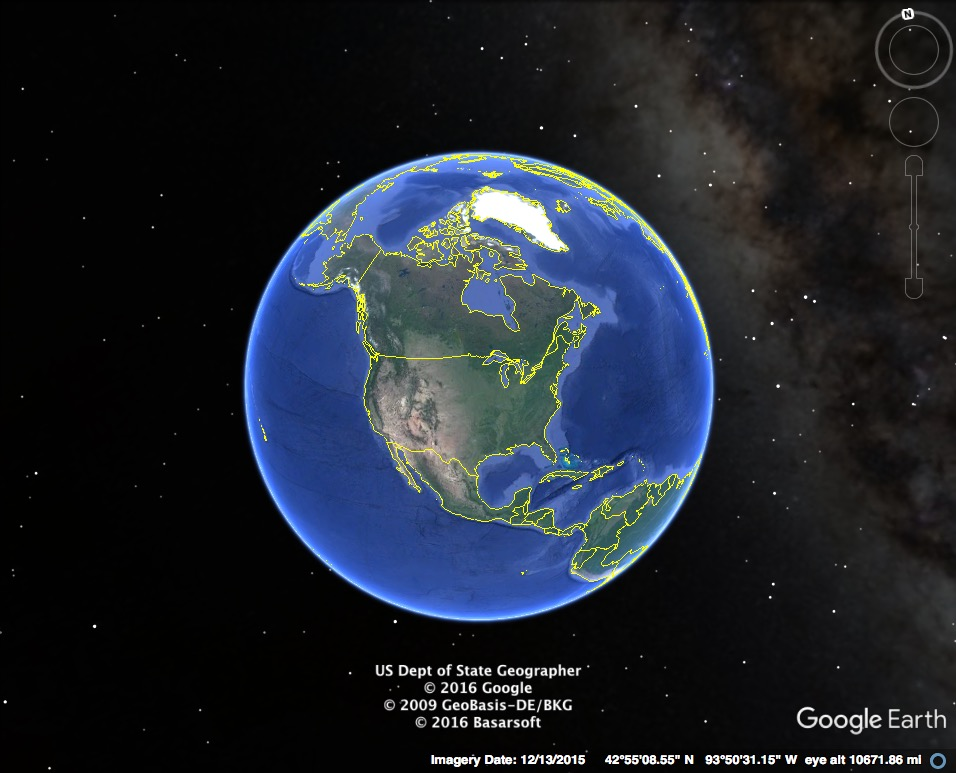 N
US Dept of State Geographer
© 2016 Google
© 2009 GeoBasis-DE/BKG
© 2016 Basarsoft
Google Earth
Imagery Date: 12/13/2015 42°55'08.55" N 93°50'31.15" W eye alt 10671.86 mi